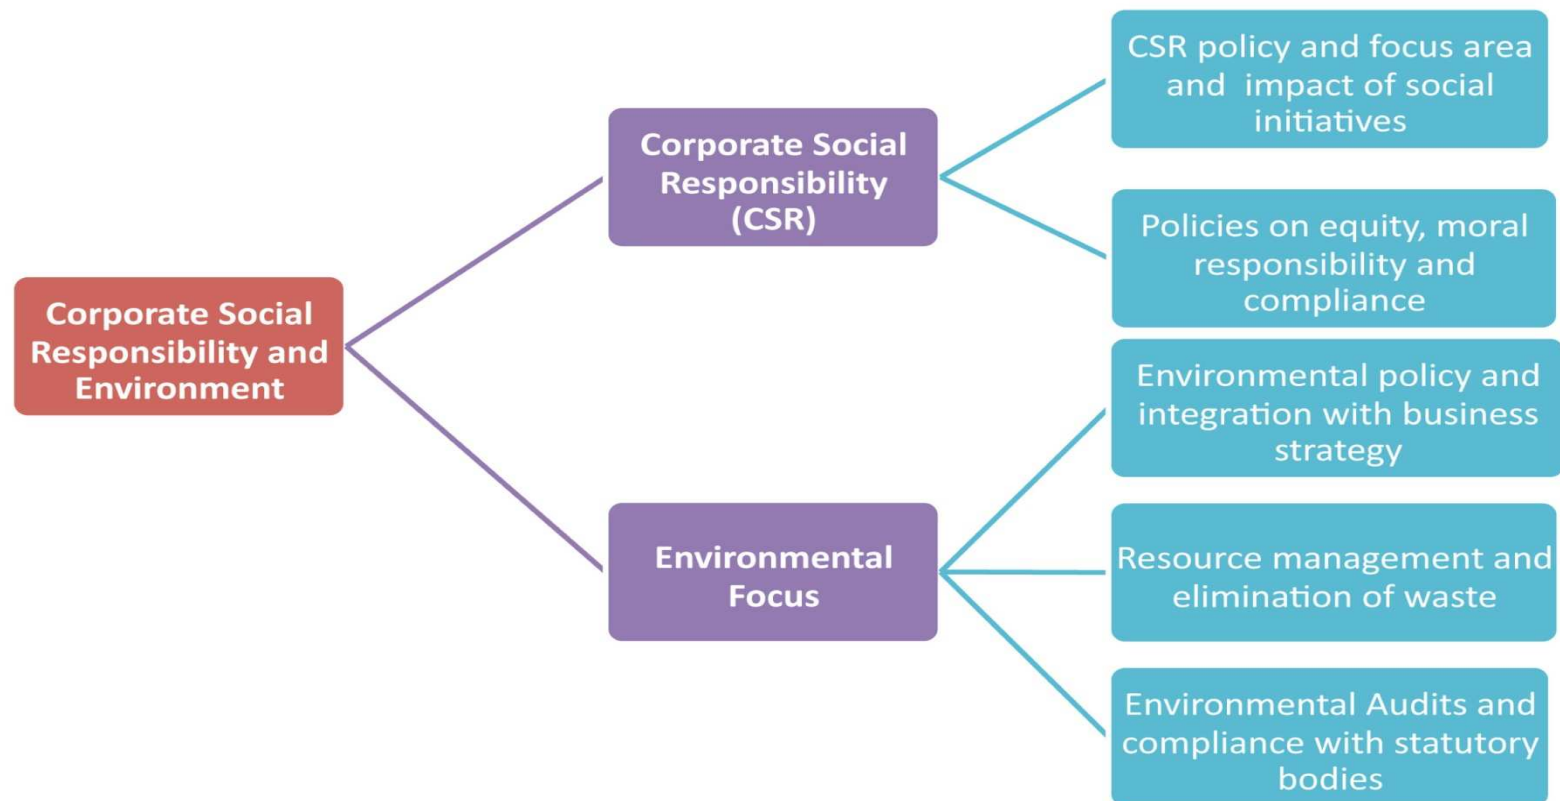 Corporate Social
Responsibility and
Environment
Corporate Social
Responsibility
(CSR)
CSR policy and focus area
and impact of social
initiatives
Policies on equity, moral
responsibility and
compliance
Environmental
Focus
Environmental policy and
integration with business
strategy
Resource management and
elimination of waste
Environmental Audits and
compliance with statutory
bodies